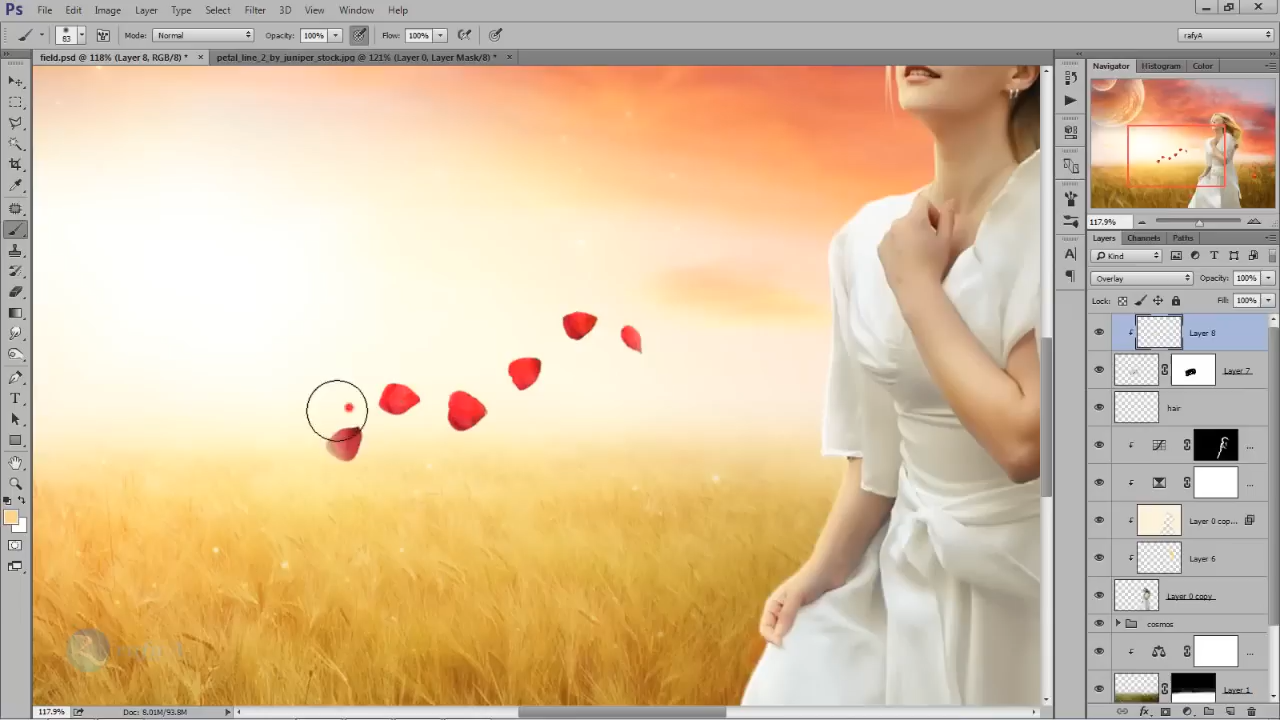 Ps File Edit Image Layer Type Select Filter 3D View Window Help
83 Mode: Normal Opacity: 100% Flow: 100% rafyA
field.psd @ 118% (Layer 8, RGB/8) * × petal_line_2_by_juniper_stock.jpg @ 121% (Layer 0, Layer Mask/8) * ×
Navigator Histogram Color
117.9%
Layers Channels Paths
Kind
Overlay Opacity: 100%
Lock: Fill: 100%
Layer 8
Layer 7
hair
...
...
Layer 0 cop...
Layer 6
Layer 0 copy
cosmos
...
Layer 1
117.9% Doc: 8.01M/93.8M